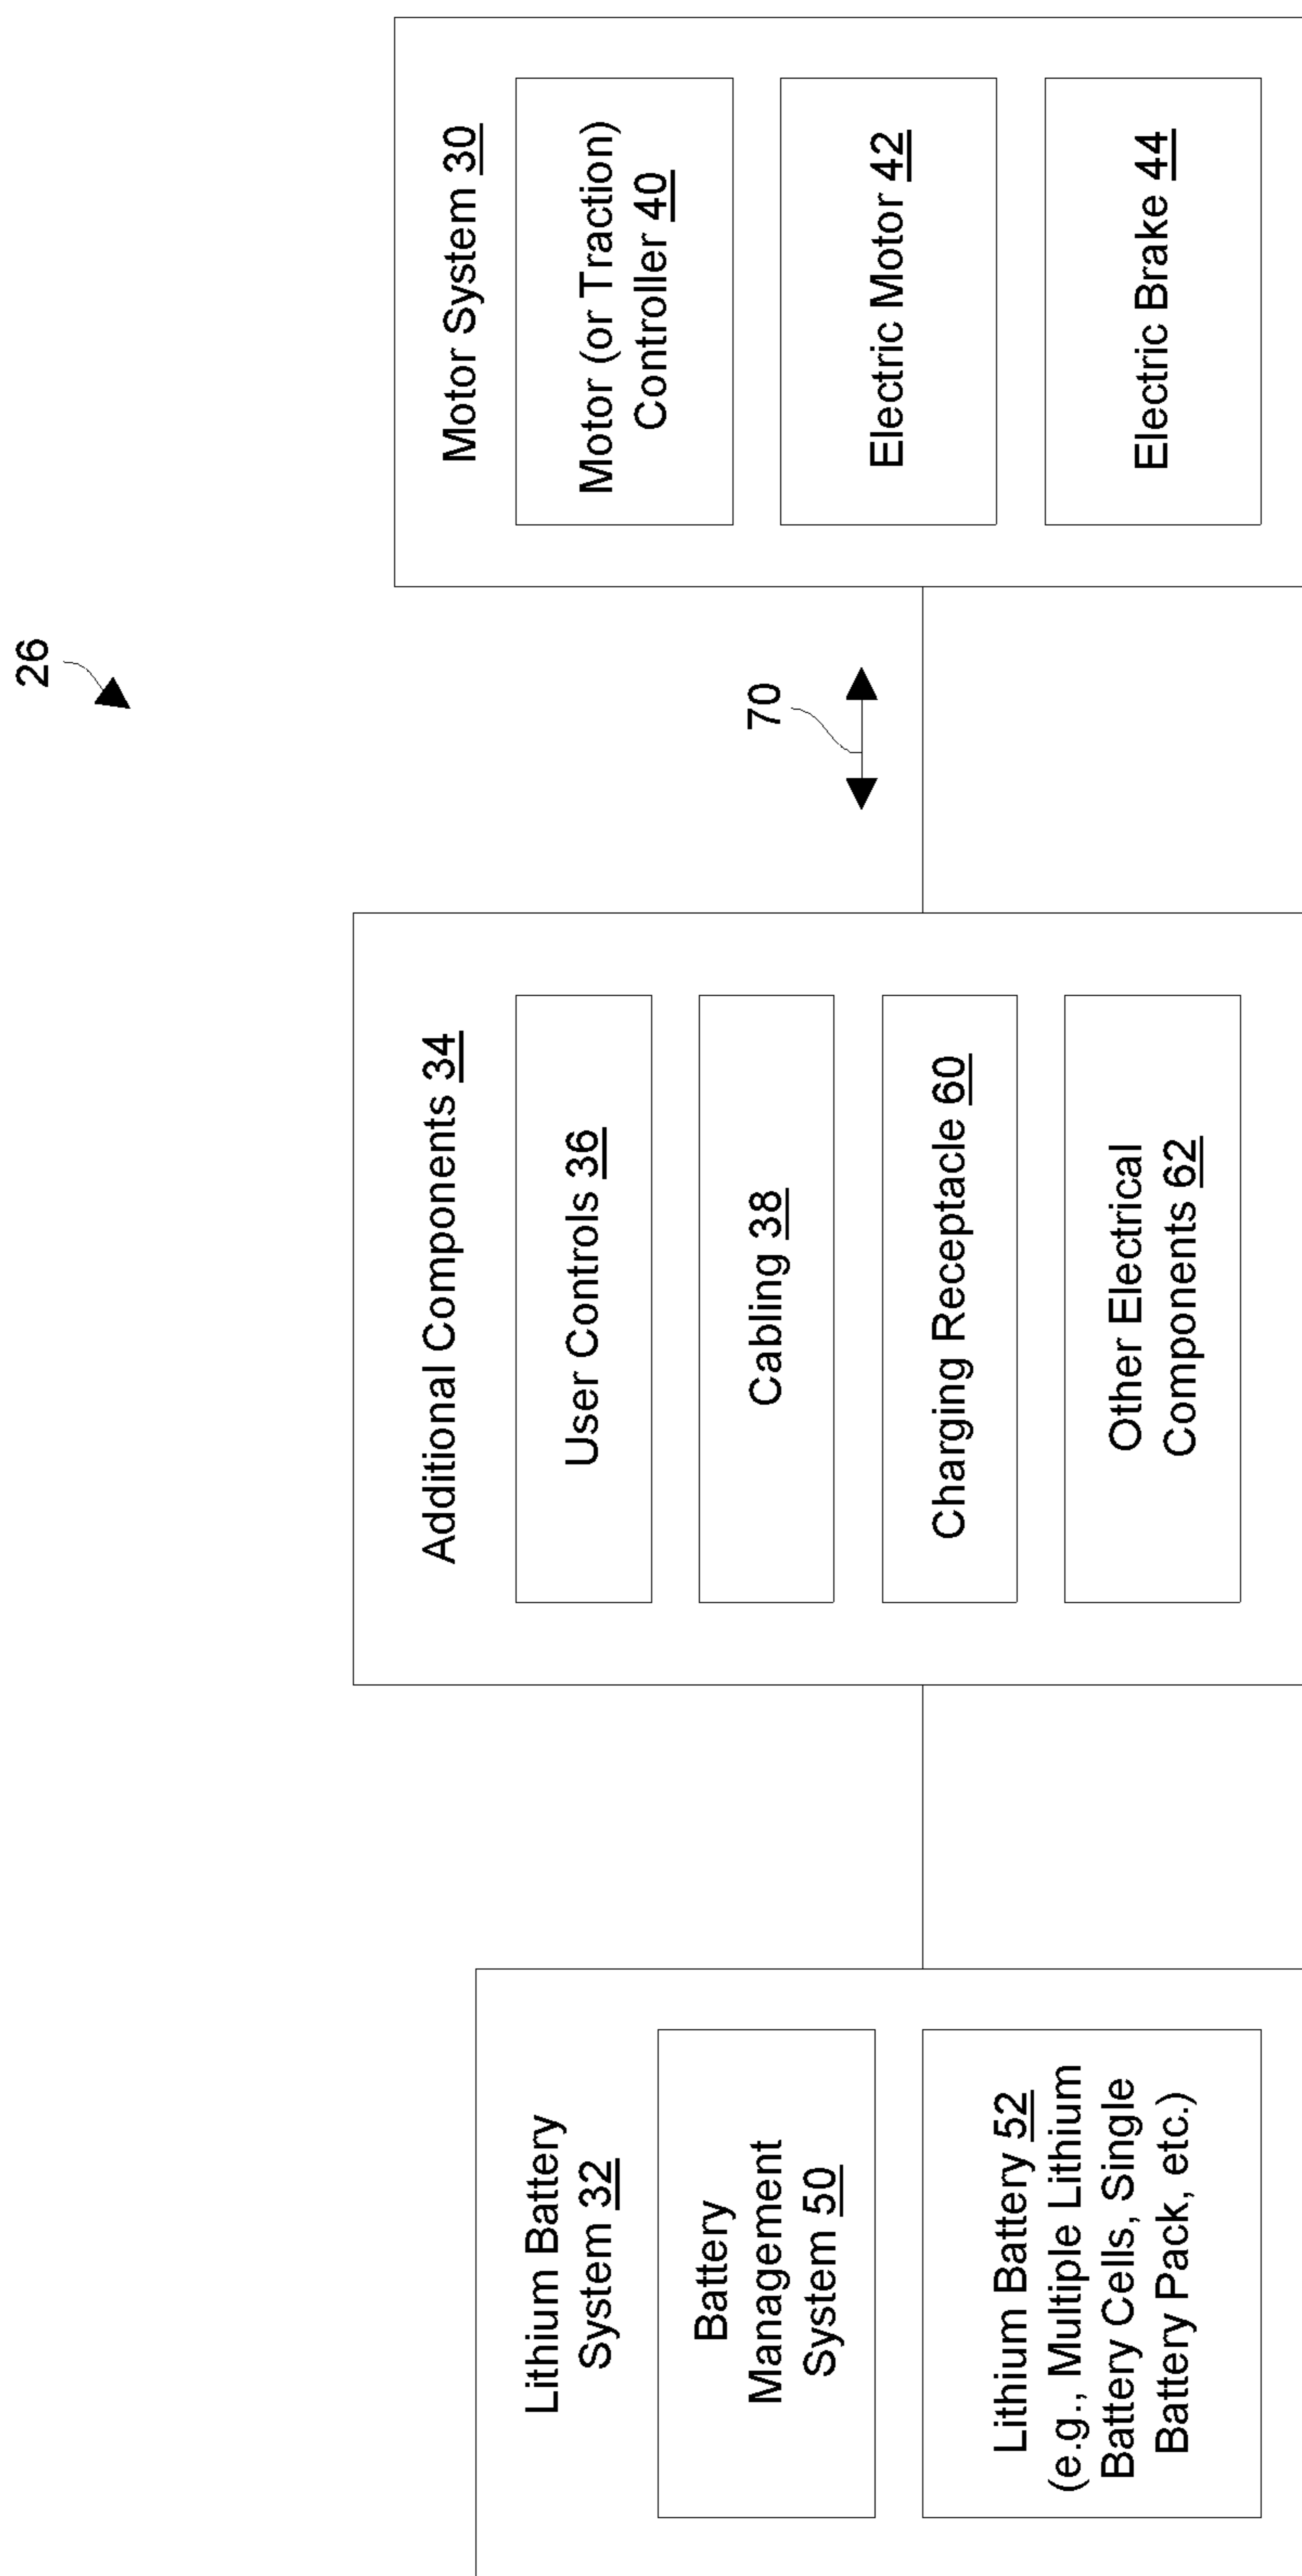 26
Lithium Battery
System 32
Battery
Management
System 50
Lithium Battery 52
(e.g., Multiple Lithium
Battery Cells, Single
Battery Pack, etc.)
Additional Components 34
User Controls 36
Cabling 38
Charging Receptacle 60
Other Electrical
Components 62
70
Motor System 30
Motor (or Traction)
Controller 40
Electric Motor 42
Electric Brake 44